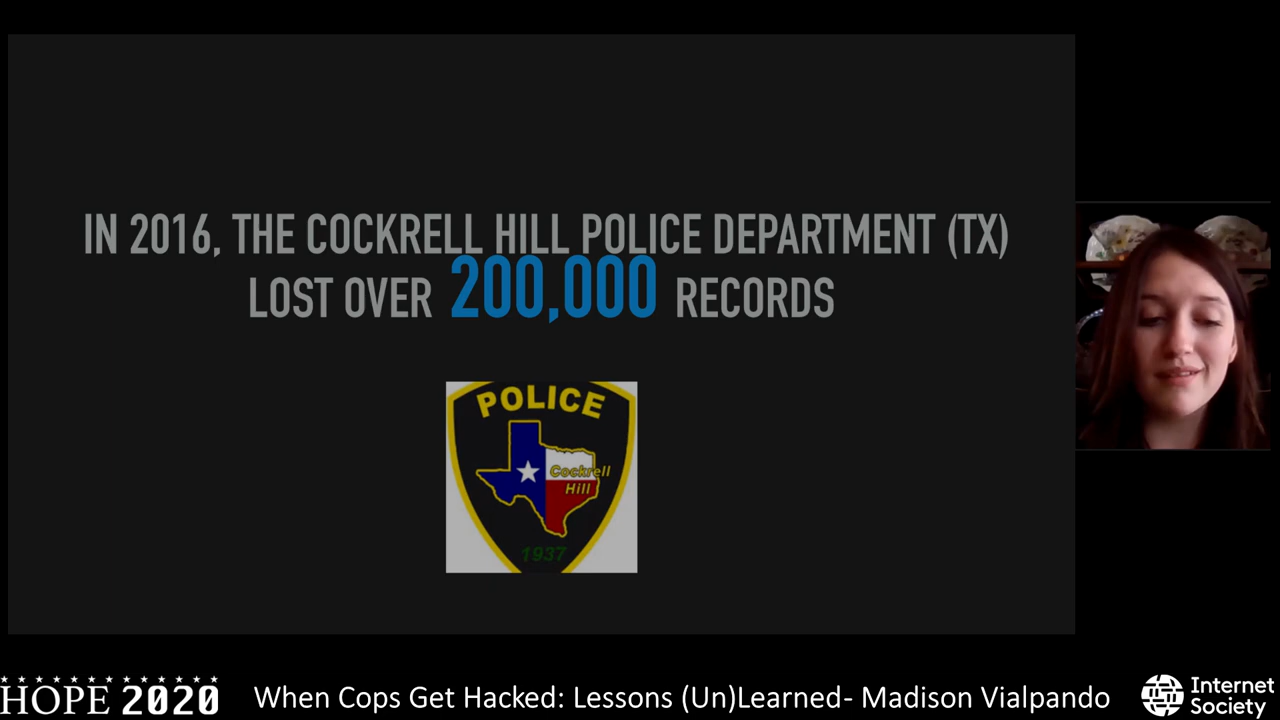 IN 2016, THE COCKRELL HILL POLICE DEPARTMENT (TX)
LOST OVER 200,000 RECORDS
POLICE
Cockrell
Hill
1937
HOPE 2020
When Cops Get Hacked: Lessons (Un)Learned- Madison Vialpando
Internet
Society